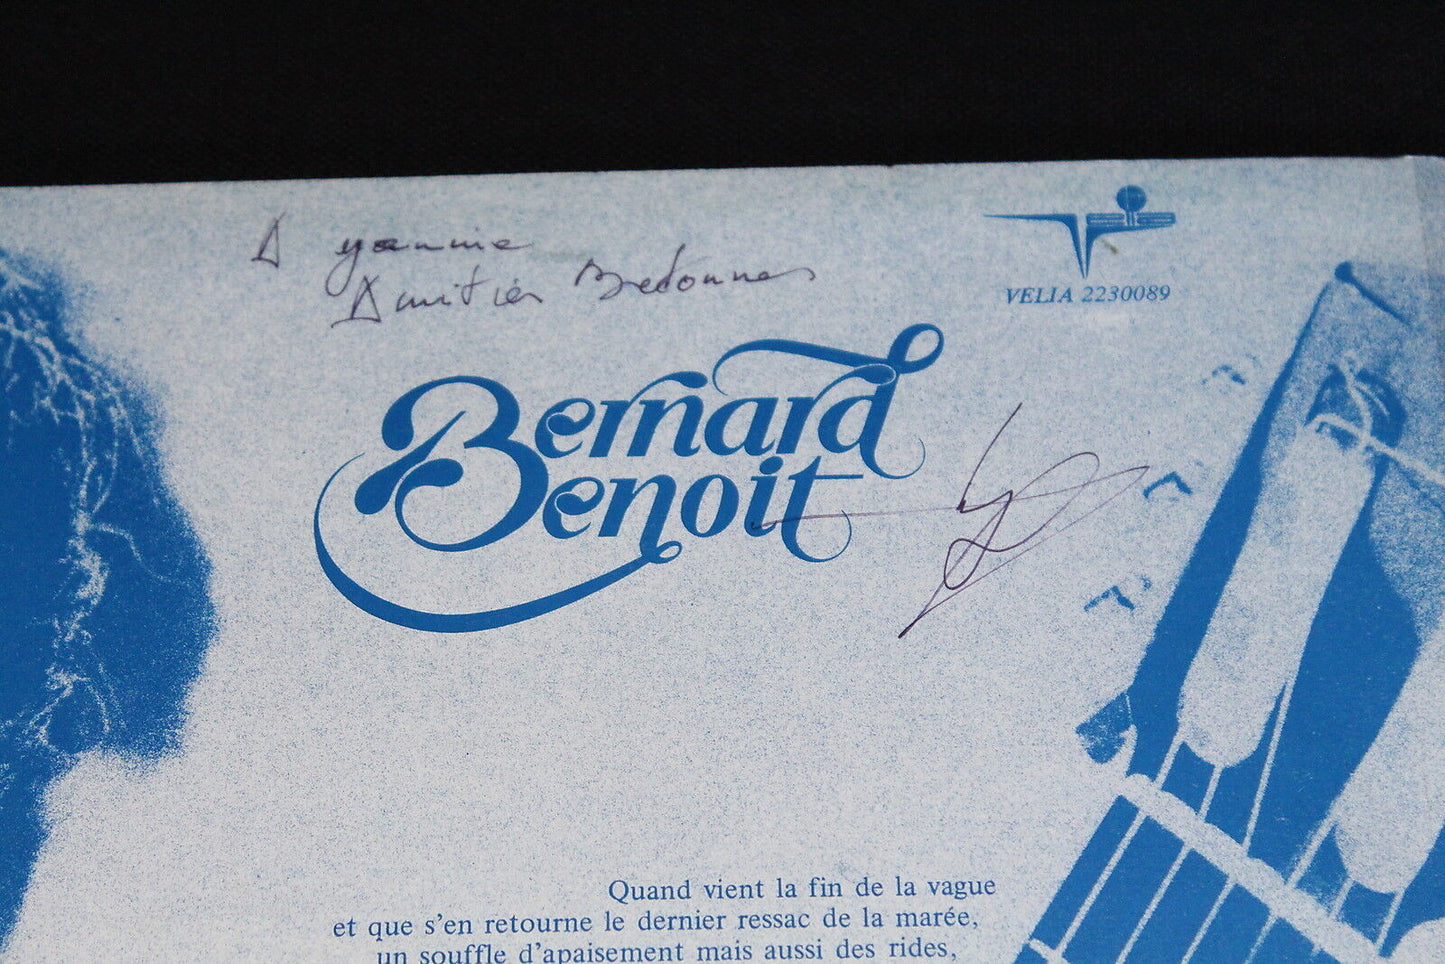 A yannie
Amitiés Bretonnes
VELIA 2230089
Bernard
Benoit
Quand vient la fin de la vague
et que s'en retourne le dernier ressac de la marée,
un souffle d'apaisement mais aussi des rides,